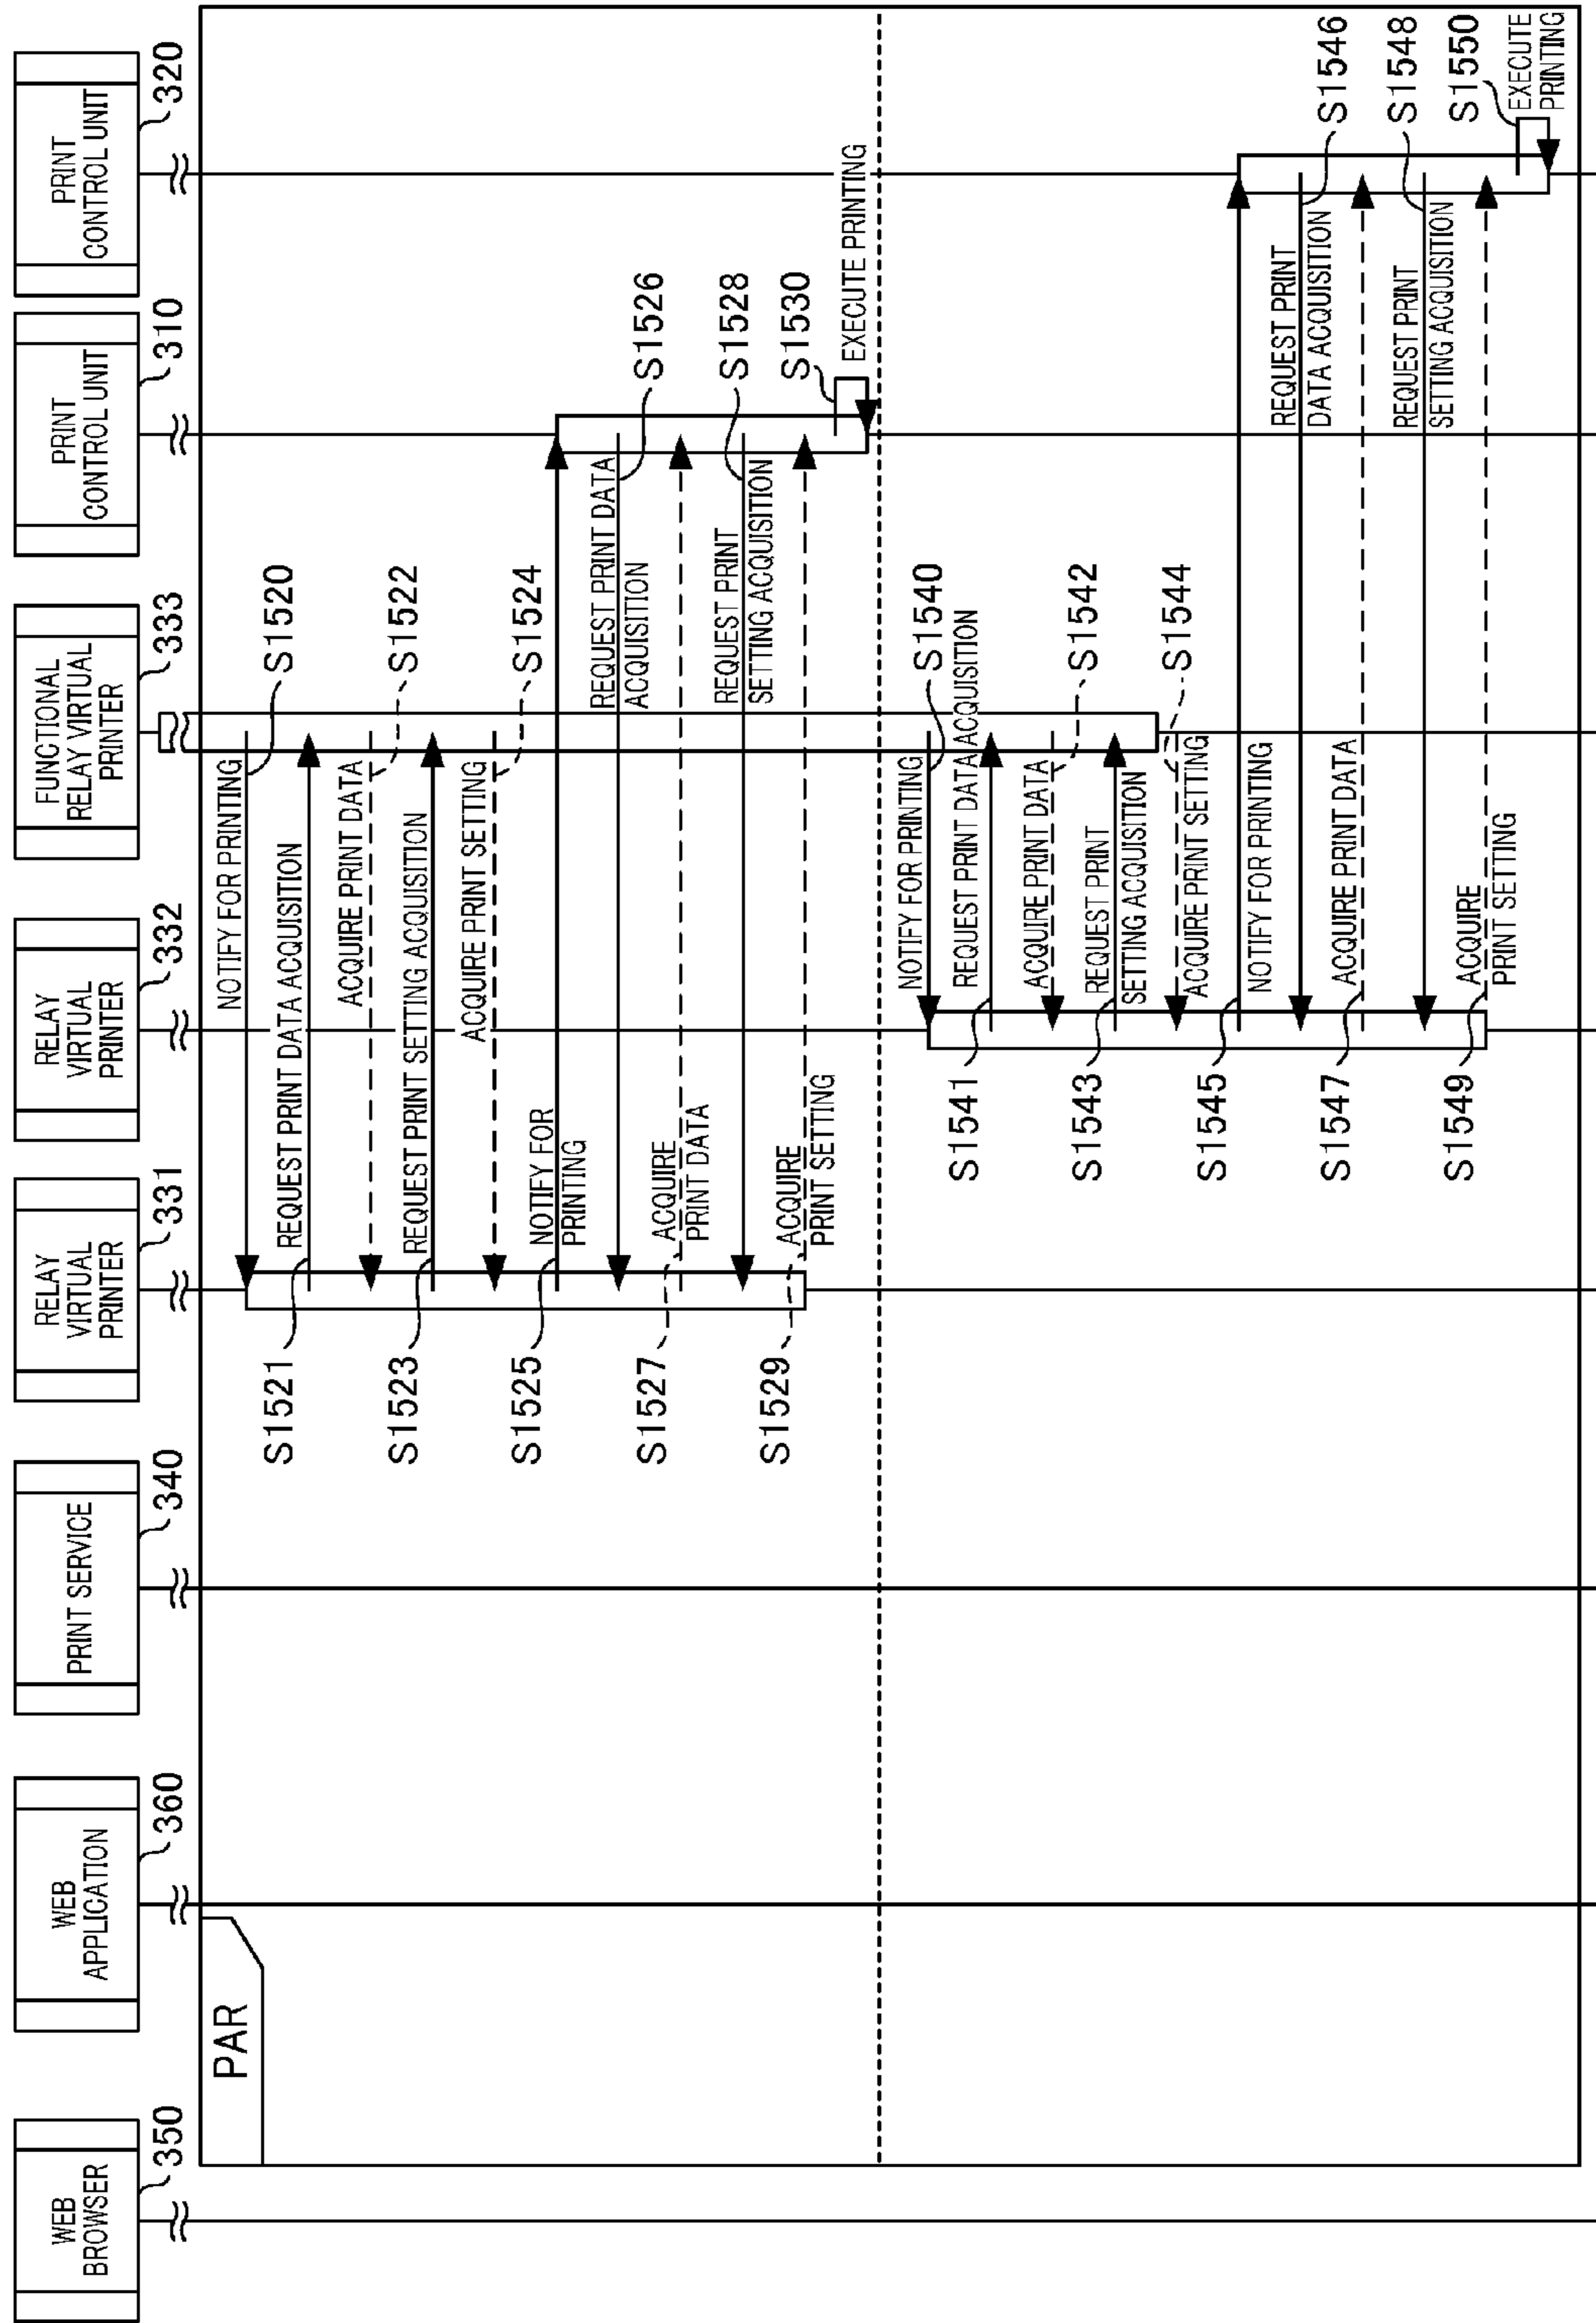 WEB
BROWSER
350
WEB
APPLICATION
360
PRINT SERVICE
340
RELAY
VIRTUAL
PRINTER
331
RELAY
VIRTUAL
PRINTER
332
FUNCTIONAL
RELAY VIRTUAL
PRINTER
333
PRINT
CONTROL UNIT
310
PRINT
CONTROL UNIT
320
PAR
NOTIFY FOR PRINTING
S1520
S1521
REQUEST PRINT DATA ACQUISITION
ACQUIRE PRINT DATA
S1522
S1523
REQUEST PRINT SETTING ACQUISITION
ACQUIRE PRINT SETTING
S1524
S1525
NOTIFY FOR
PRINTING
REQUEST PRINT DATA
ACQUISITION
S1526
S1527
ACQUIRE
PRINT DATA
REQUEST PRINT
SETTING ACQUISITION
S1528
S1529
ACQUIRE
PRINT SETTING
S1530
EXECUTE PRINTING
NOTIFY FOR PRINTING
S1540
S1541
REQUEST PRINT DATA ACQUISITION
ACQUIRE PRINT DATA
S1542
S1543
REQUEST PRINT
SETTING ACQUISITION
S1544
ACQUIRE PRINT SETTING
S1545
NOTIFY FOR PRINTING
REQUEST PRINT
DATA ACQUISITION
S1546
S1547
ACQUIRE PRINT DATA
REQUEST PRINT
SETTING ACQUISITION
S1548
S1549
ACQUIRE
PRINT SETTING
S1550
EXECUTE
PRINTING